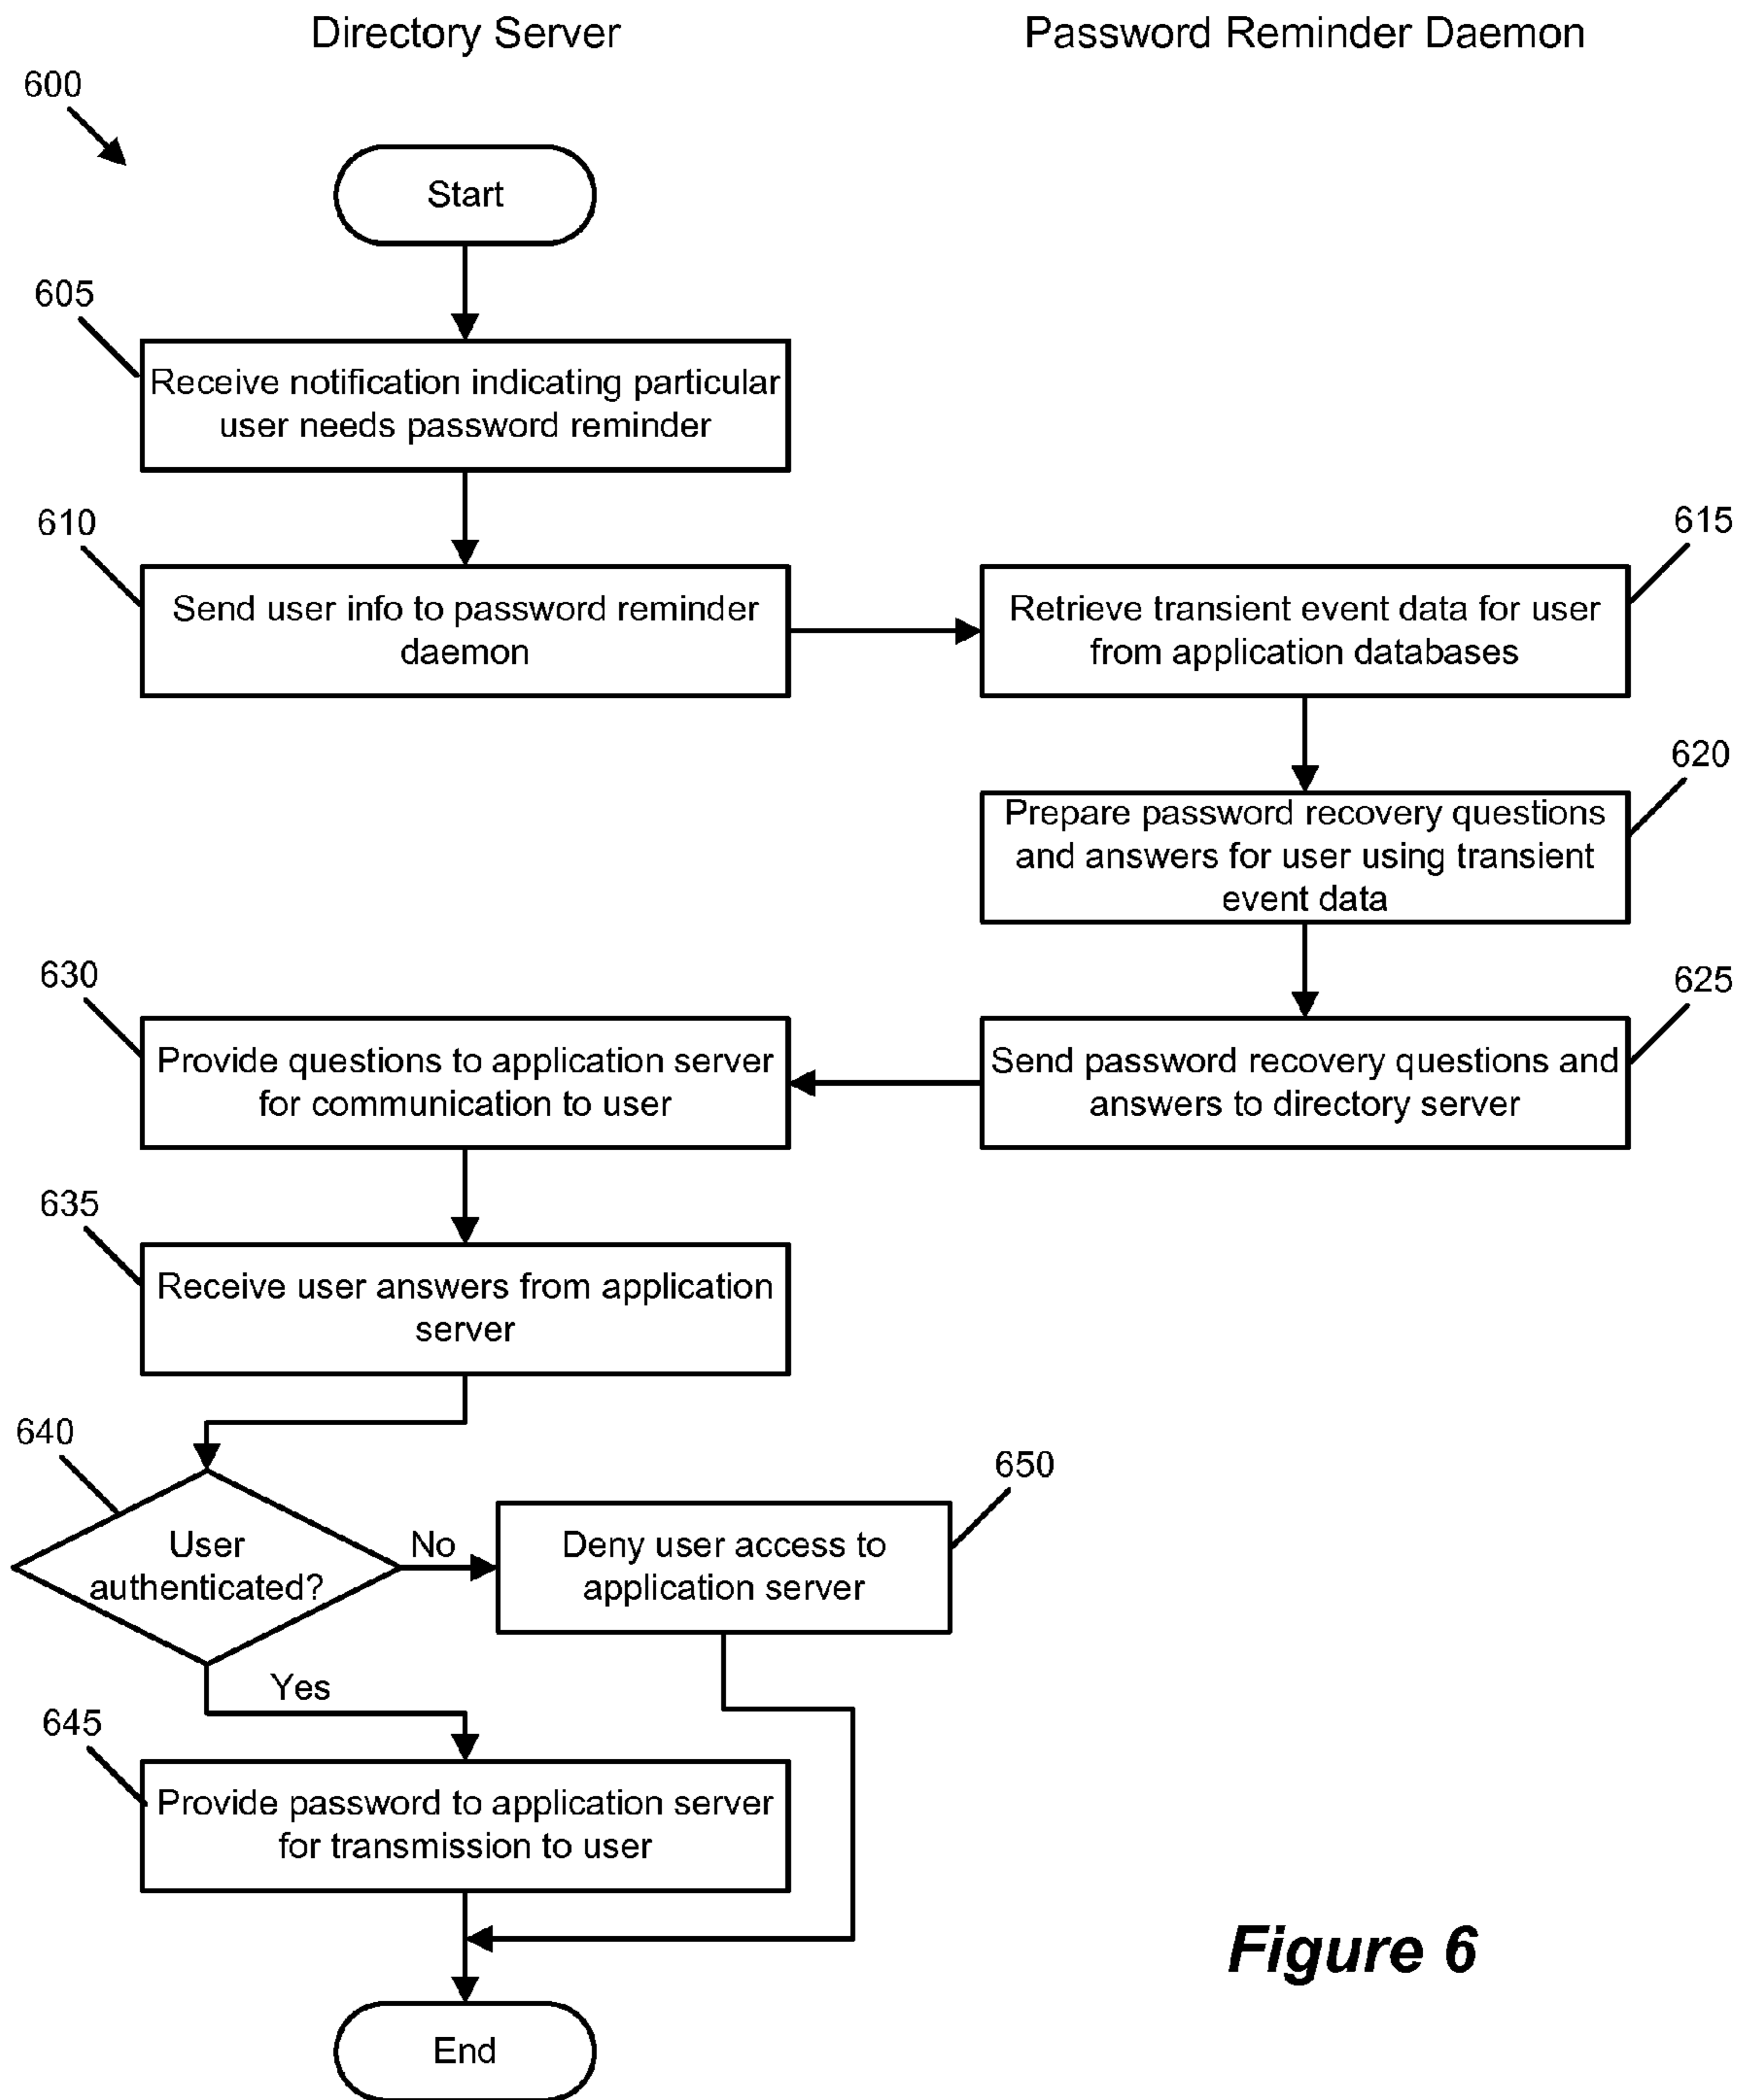 Directory Server
Password Reminder Daemon
600
Start
605
Receive notification indicating particular
user needs password reminder
610
Send user info to password reminder
daemon
615
Retrieve transient event data for user
from application databases
620
Prepare password recovery questions
and answers for user using transient
event data
625
Send password recovery questions and
answers to directory server
630
Provide questions to application server
for communication to user
635
Receive user answers from application
server
640
User
authenticated?
No
650
Deny user access to
application server
Yes
645
Provide password to application server
for transmission to user
End
Figure 6